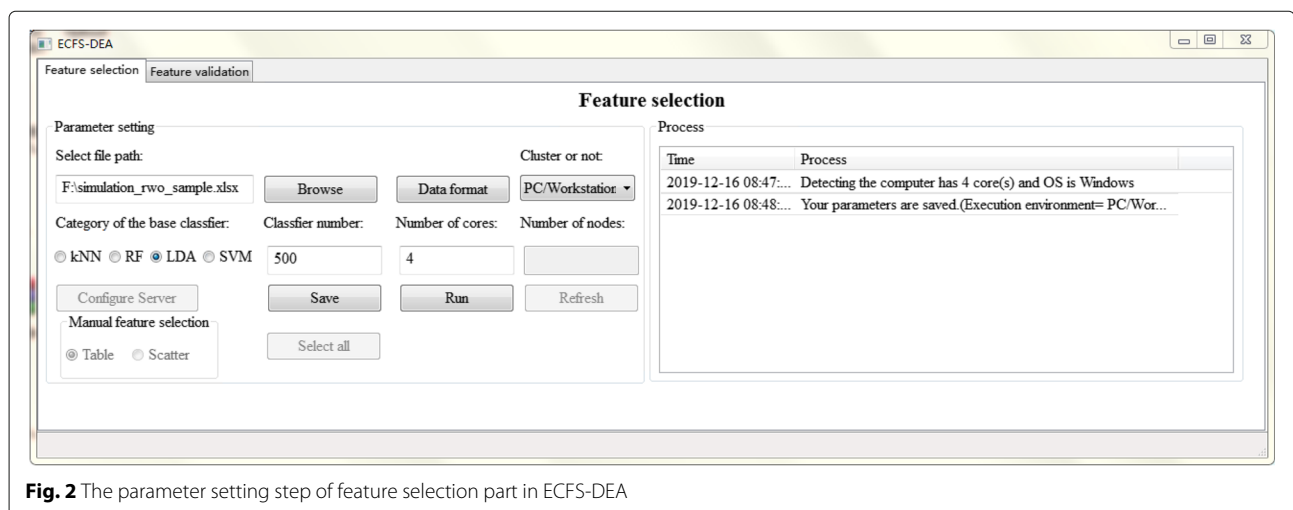 ECFS-DEA
Feature selection Feature validation
Feature selection
Parameter setting
Select file path: Cluster or not:
F:\simulation_rwo_sample.xlsx Browse Data format PC/Workstation
Category of the base classfier: Classfier number: Number of cores: Number of nodes:
kNN RF LDA SVM 500 4
Configure Server Save Run Refresh
Manual feature selection
Table Scatter Select all
Process
Time Process
2019-12-16 08:47:... Detecting the computer has 4 core(s) and OS is Windows
2019-12-16 08:48:... Your parameters are saved.(Execution environment= PC/Wor...
Fig. 2 The parameter setting step of feature selection part in ECFS-DEA